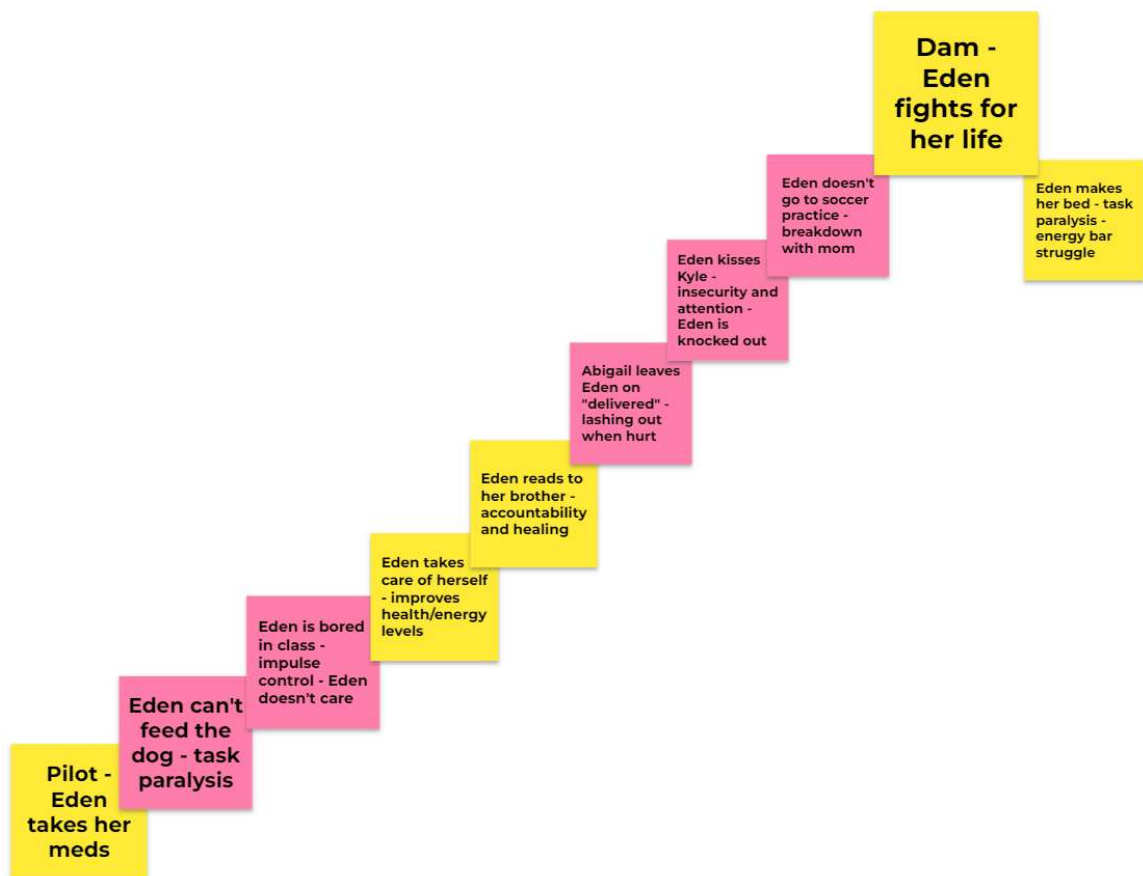 Pilot -
Eden
takes her
meds
Eden can't
feed the
dog - task
paralysis
Eden is bored
in class -
impulse
control - Eden
doesn't care
Eden takes
care of herself
- improves
health/energy
levels
Eden reads to
her brother -
accountability
and healing
Abigail leaves
Eden on
"delivered" -
lashing out
when hurt
Eden kisses
Kyle -
insecurity and
attention -
Eden is
knocked out
Eden doesn't
go to soccer
practice -
breakdown
with mom
Dam -
Eden
fights for
her life
Eden makes
her bed - task
paralysis -
energy bar
struggle